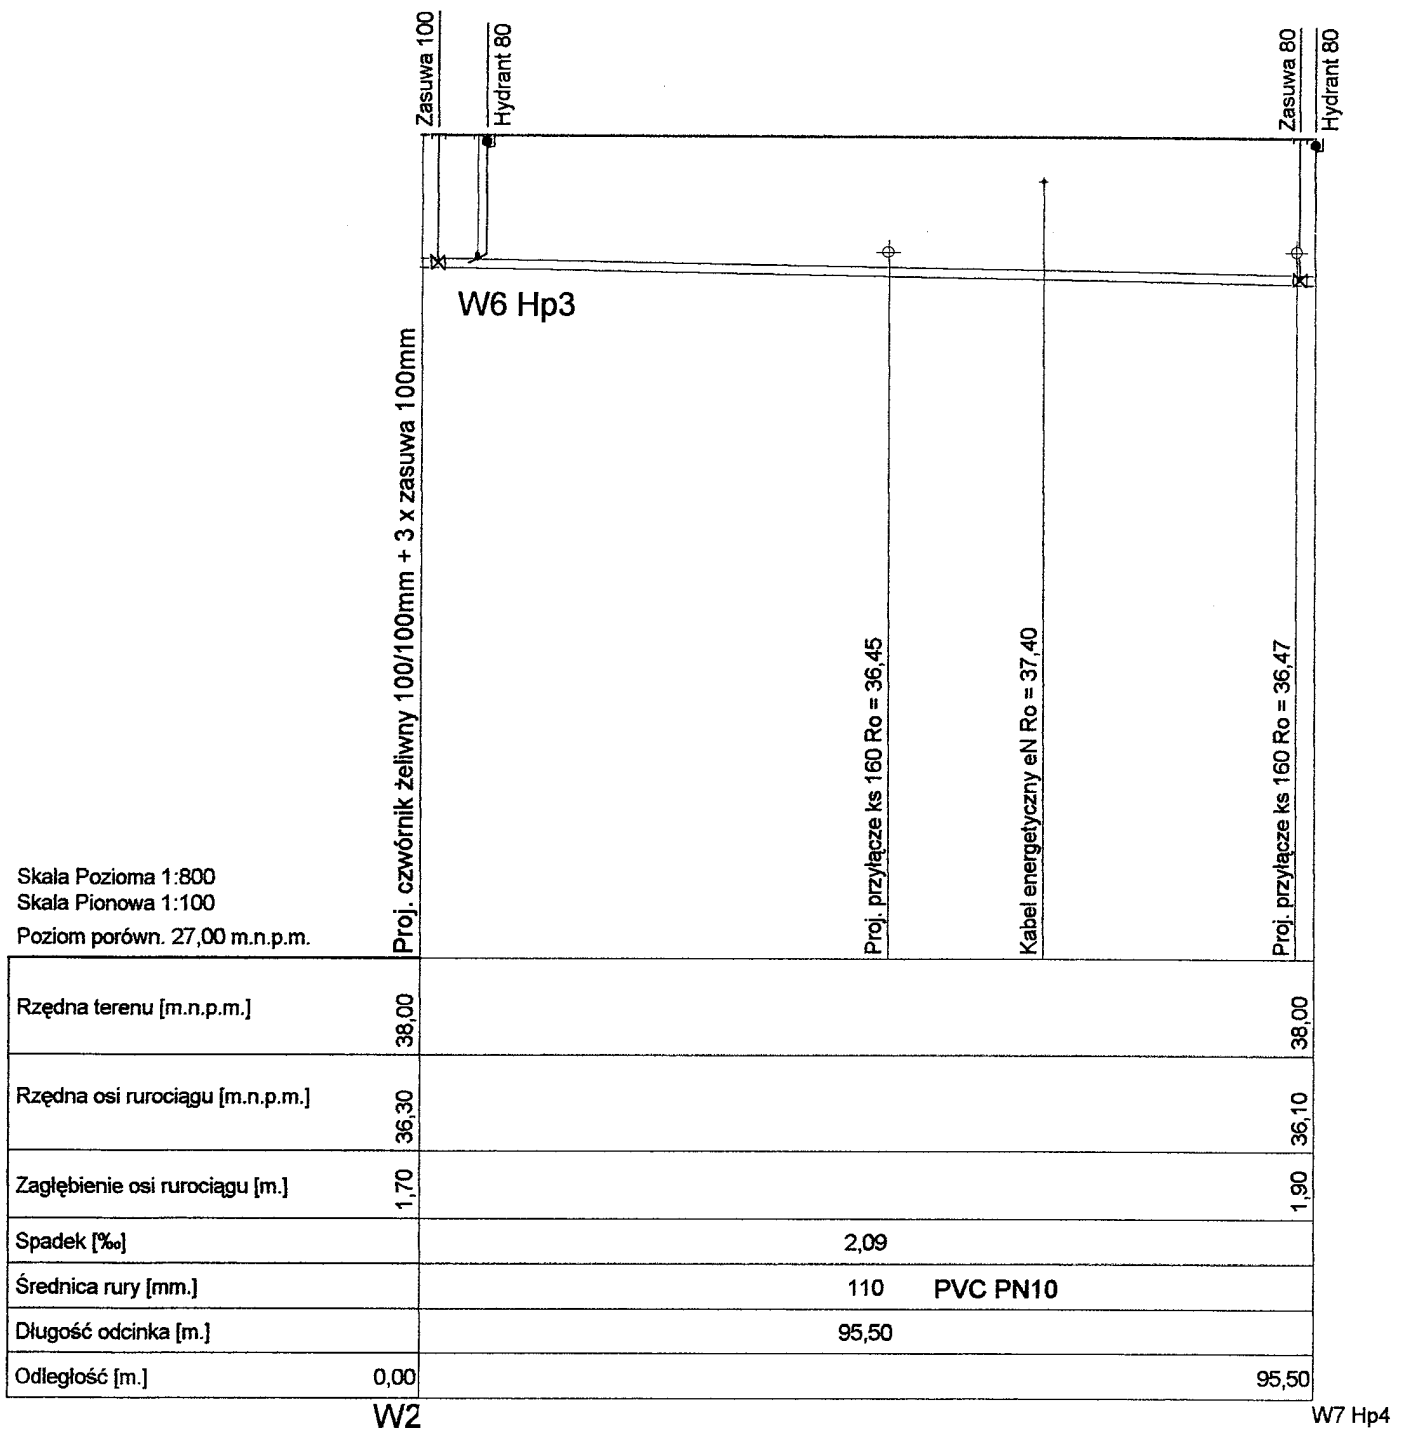 Zasuwa 100
Hydrant 80
Zasuwa 80
Hydrant 80
W6 Hp3
Proj. czwórnik żeliwny 100/100mm + 3 x zasuwa 100mm
Proj. przyłącze ks 160 Ro = 36,45
Kabel energetyczny eN Ro = 37,40
Proj. przyłącze ks 160 Ro = 36,47
Skala Pozioma 1:800
Skala Pionowa 1:100
Poziom porówn. 27,00 m.n.p.m.
Rzędna terenu [m.n.p.m.] 38,00 38,00
Rzędna osi rurociągu [m.n.p.m.] 36,30 36,10
Zagłębienie osi rurociągu [m.] 1,70 1,90
Spadek [‰] 2,09
Średnica rury [mm.] 110 PVC PN10
Długość odcinka [m.] 95,50
Odległość [m.] 0,00 95,50
W2 W7 Hp4